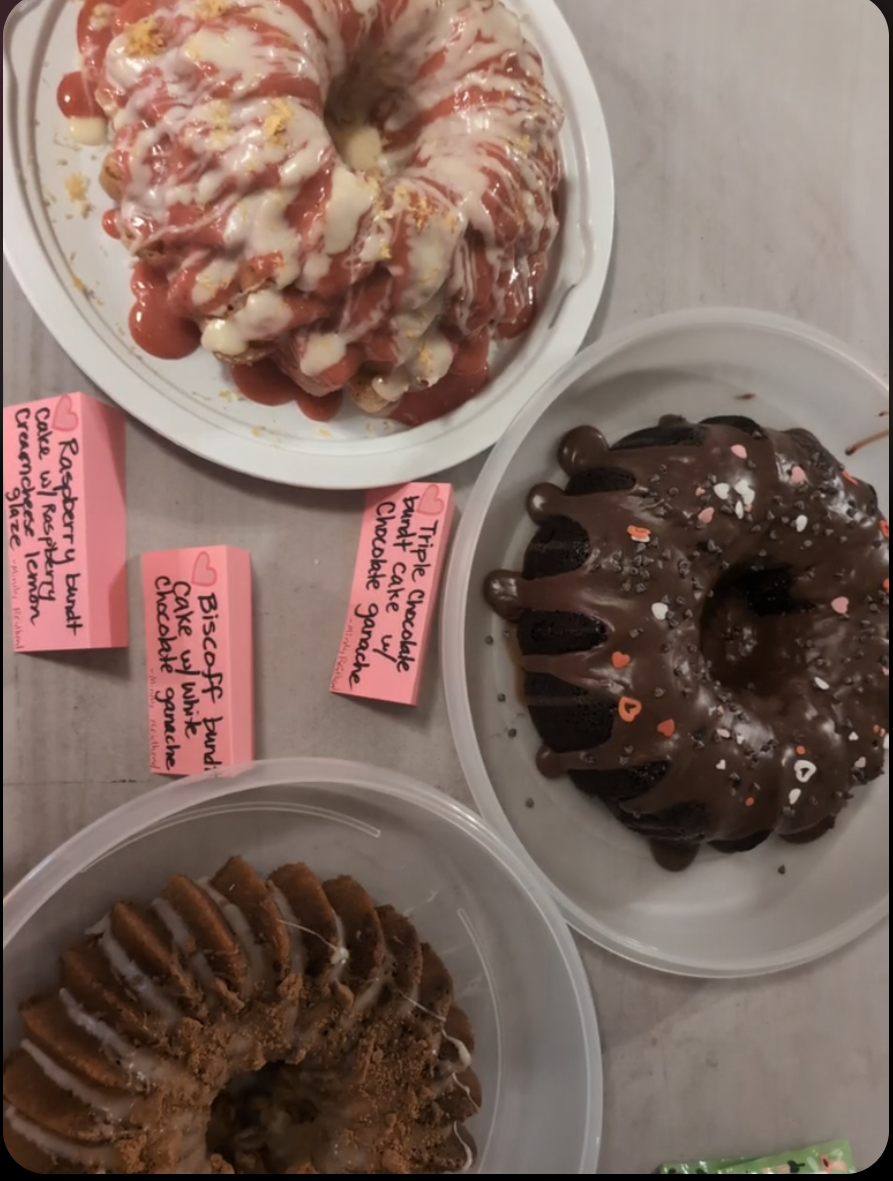 Raspberry bundt
cake w/ Raspberry
creamcheese lemon
glaze
Biscoff bundt
cake w/ white
chocolate ganache
Triple Chocolate
bundt cake w/
Chocolate ganache